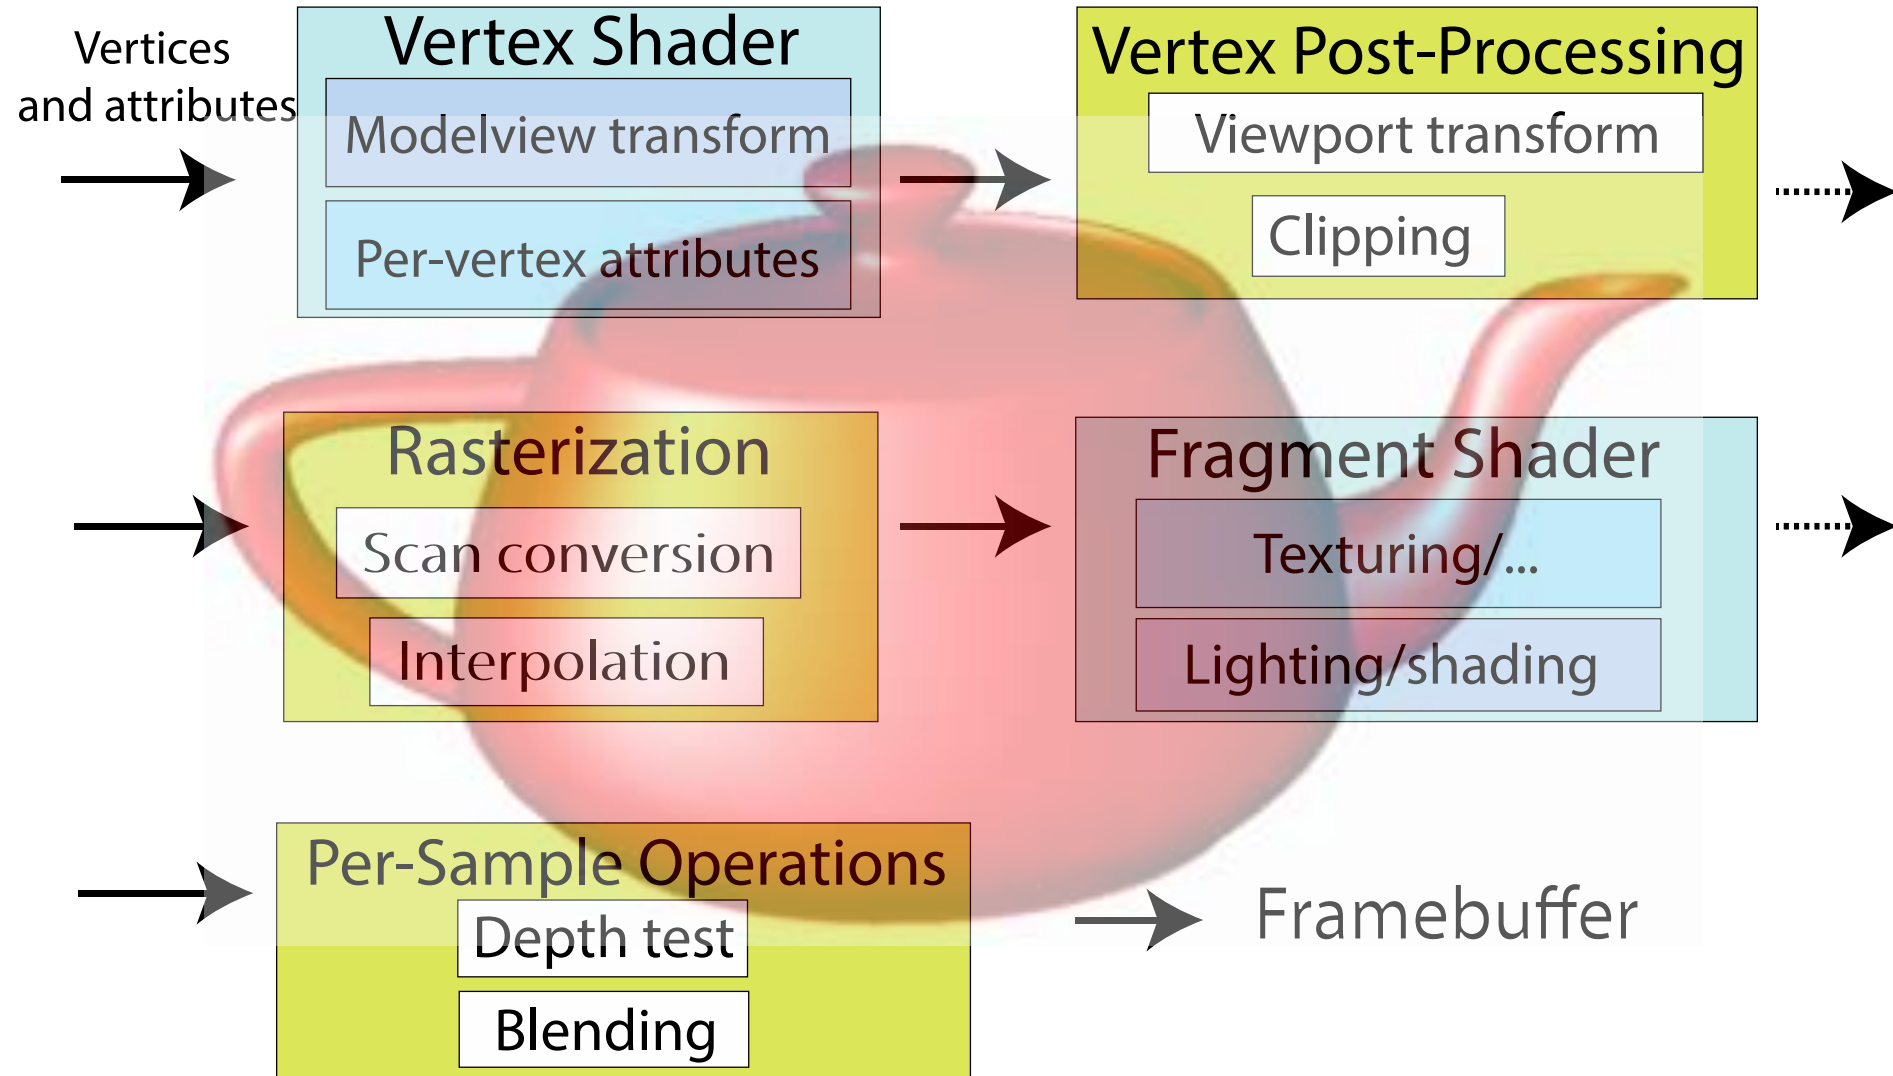 Vertices
and attributes
Vertex Shader
Modelview transform
Per-vertex attributes
Vertex Post-Processing
Viewport transform
Clipping
Rasterization
Scan conversion
Interpolation
Fragment Shader
Texturing/...
Lighting/shading
Per-Sample Operations
Depth test
Blending
Framebuffer